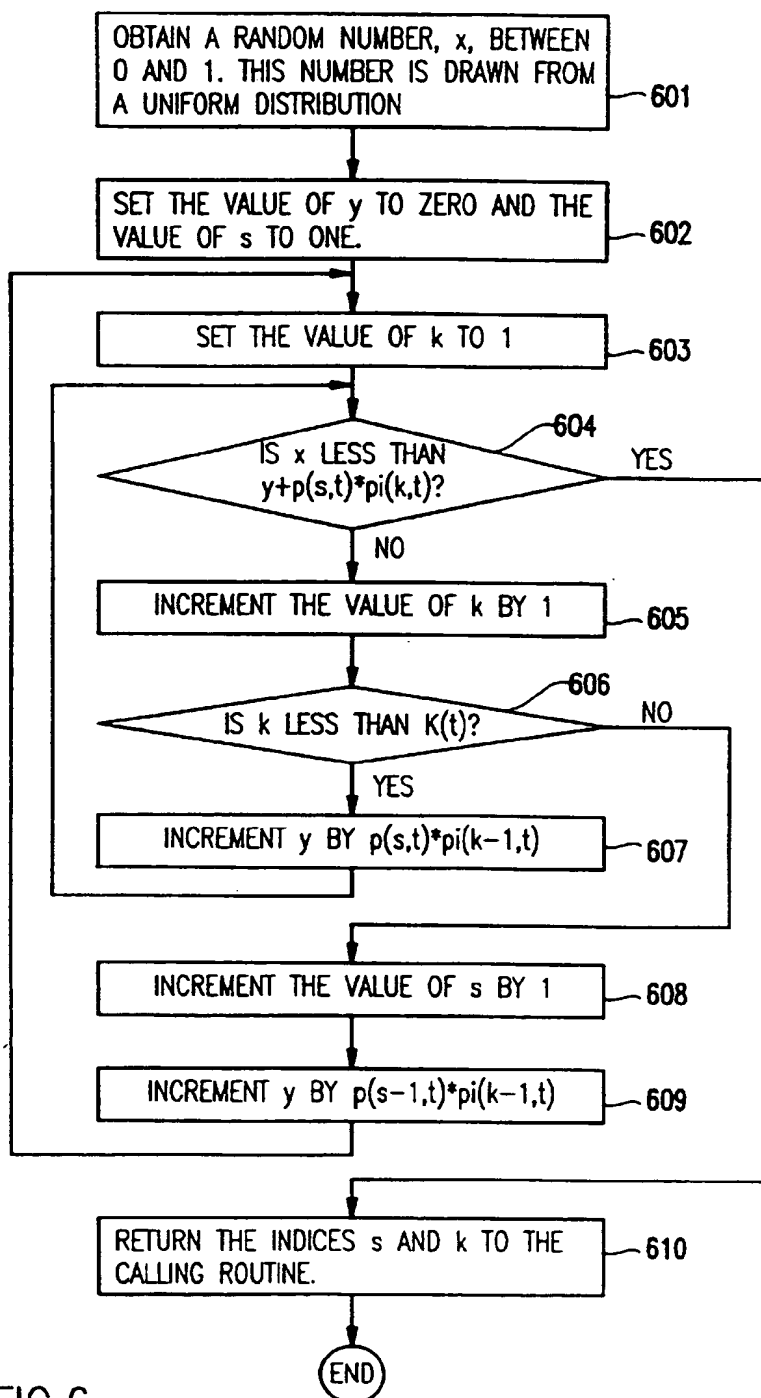 OBTAIN A RANDOM NUMBER, x, BETWEEN
0 AND 1. THIS NUMBER IS DRAWN FROM
A UNIFORM DISTRIBUTION
601
SET THE VALUE OF y TO ZERO AND THE
VALUE OF s TO ONE.
602
SET THE VALUE OF k TO 1
603
604
IS x LESS THAN
y+p(s,t)*pi(k,t)?
YES
NO
INCREMENT THE VALUE OF k BY 1
605
606
IS k LESS THAN K(t)?
NO
YES
INCREMENT y BY p(s,t)*pi(k-1,t)
607
INCREMENT THE VALUE OF s BY 1
608
INCREMENT y BY p(s-1,t)*pi(k-1,t)
609
RETURN THE INDICES s AND k TO THE
CALLING ROUTINE.
610
END